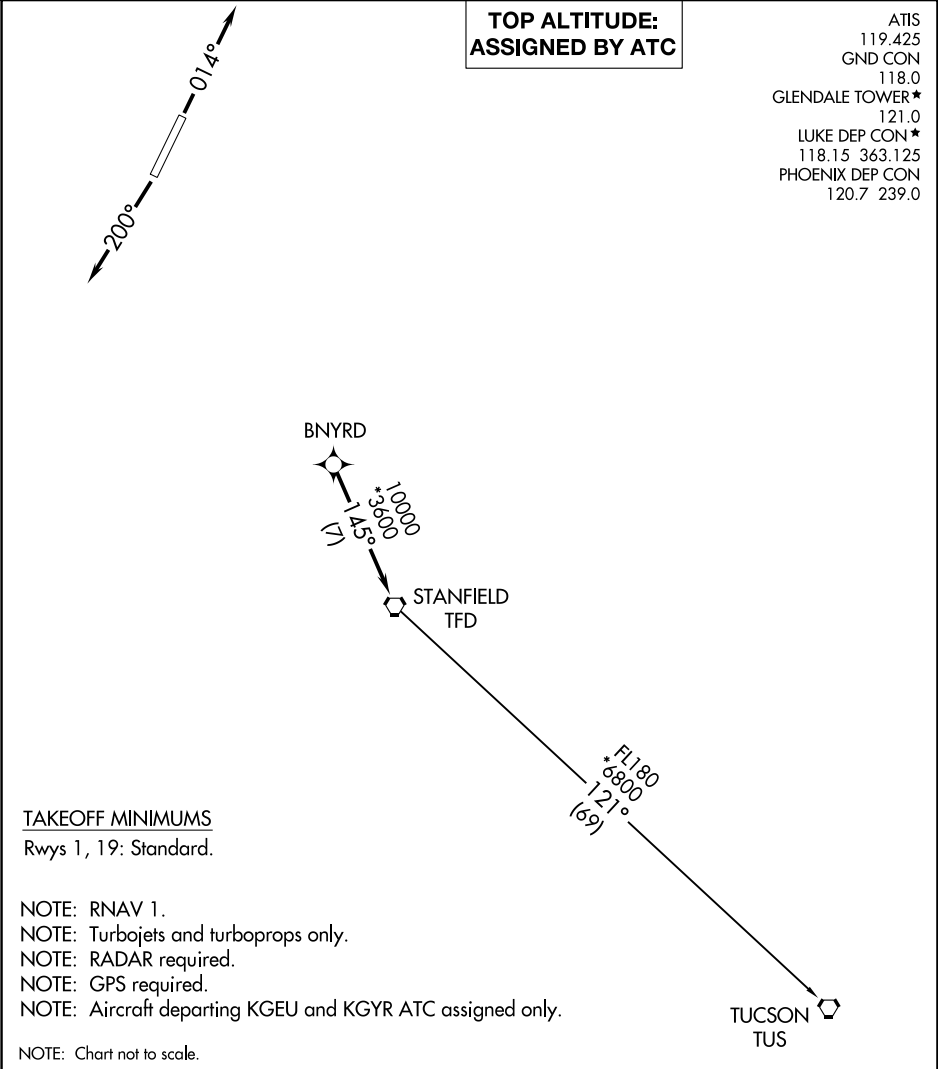 TOP ALTITUDE:
ASSIGNED BY ATC
ATIS
119.425
GND CON
118.0
GLENDALE TOWER★
121.0
LUKE DEP CON★
118.15 363.125
PHOENIX DEP CON
120.7 239.0
014°
200°
BNYRD
10000
*3600
145°
(7)
STANFIELD
TFD
FL180
*6800
121°
(69)
TUCSON
TUS
TAKEOFF MINIMUMS
Rwys 1, 19: Standard.
NOTE: RNAV 1.
NOTE: Turbojets and turboprops only.
NOTE: RADAR required.
NOTE: GPS required.
NOTE: Aircraft departing KGEU and KGYR ATC assigned only.
NOTE: Chart not to scale.